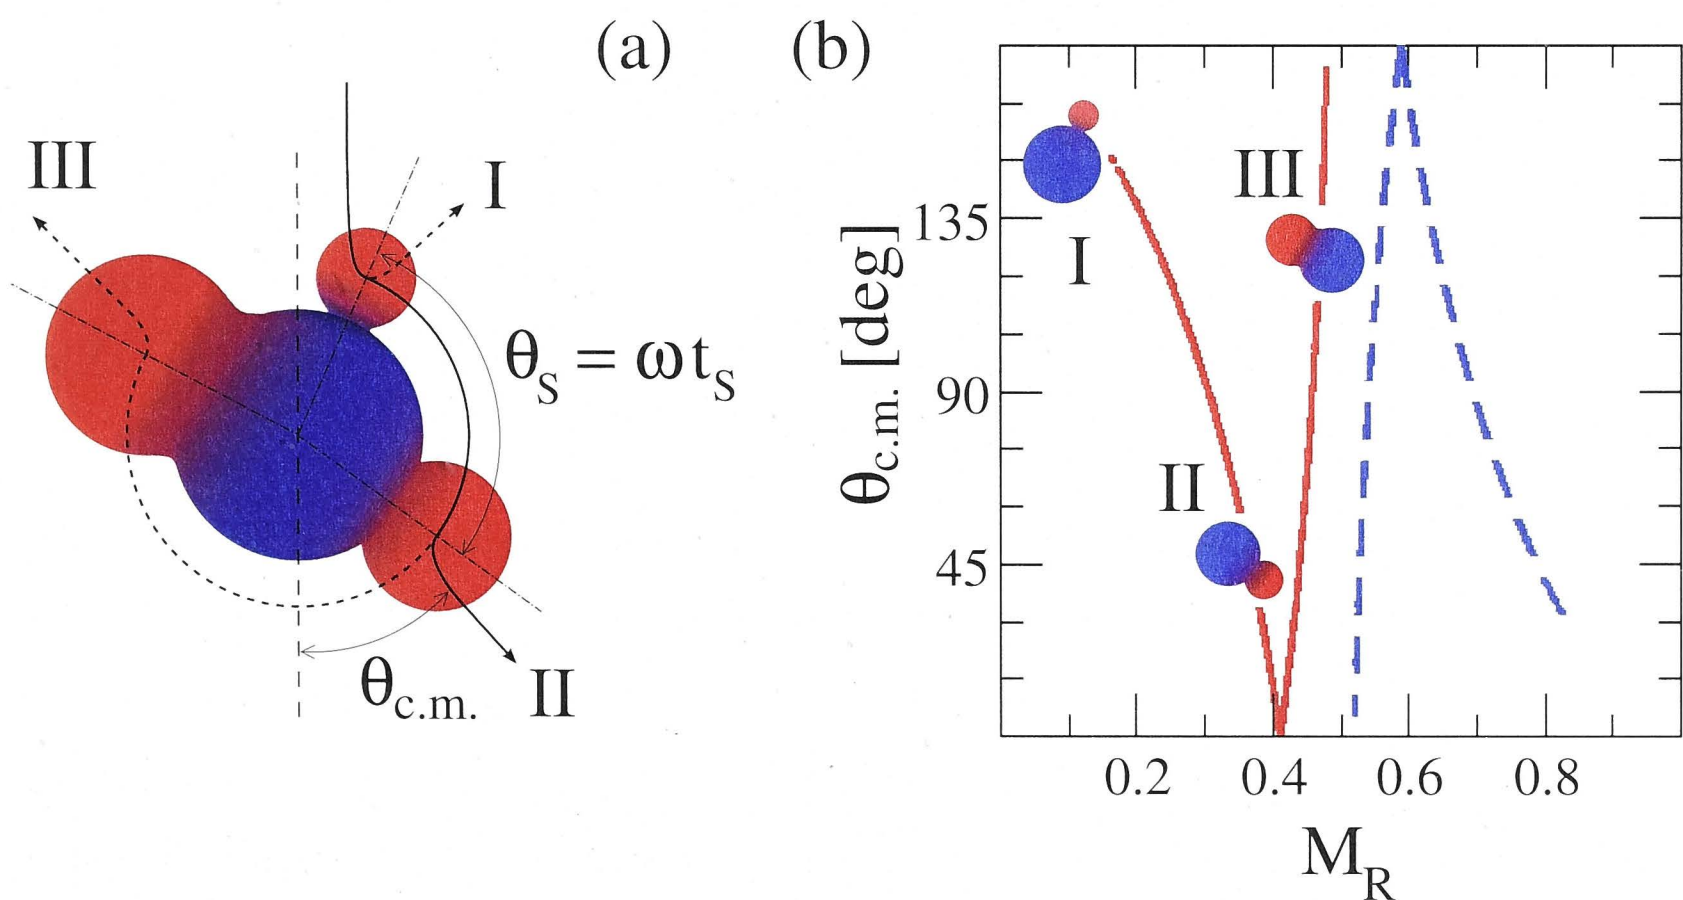 (a)
III
I
θS = ωtS
θc.m.
II
(b)
θc.m. [deg]
135
90
45
I
II
III
0.2 0.4 0.6 0.8
MR